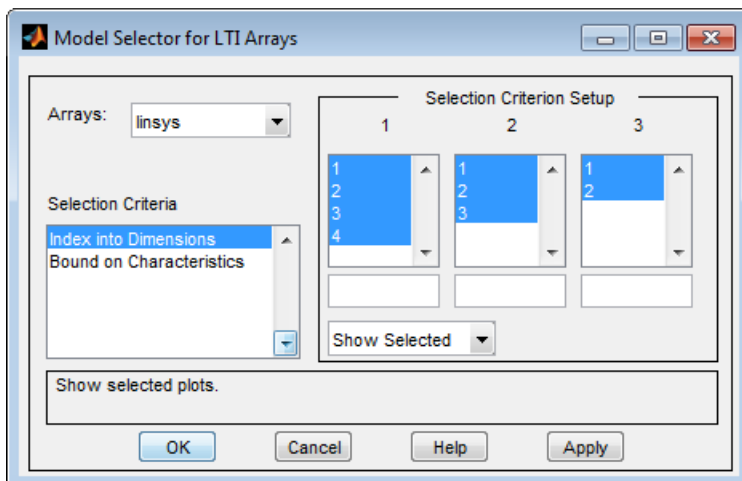 Model Selector for LTI Arrays
Arrays:
linsys
Selection Criteria
Index into Dimensions
Bound on Characteristics
Selection Criterion Setup
1 2 3
1 1 1
2 2 2
3 3
4
Show Selected
Show selected plots.
OK Cancel Help Apply